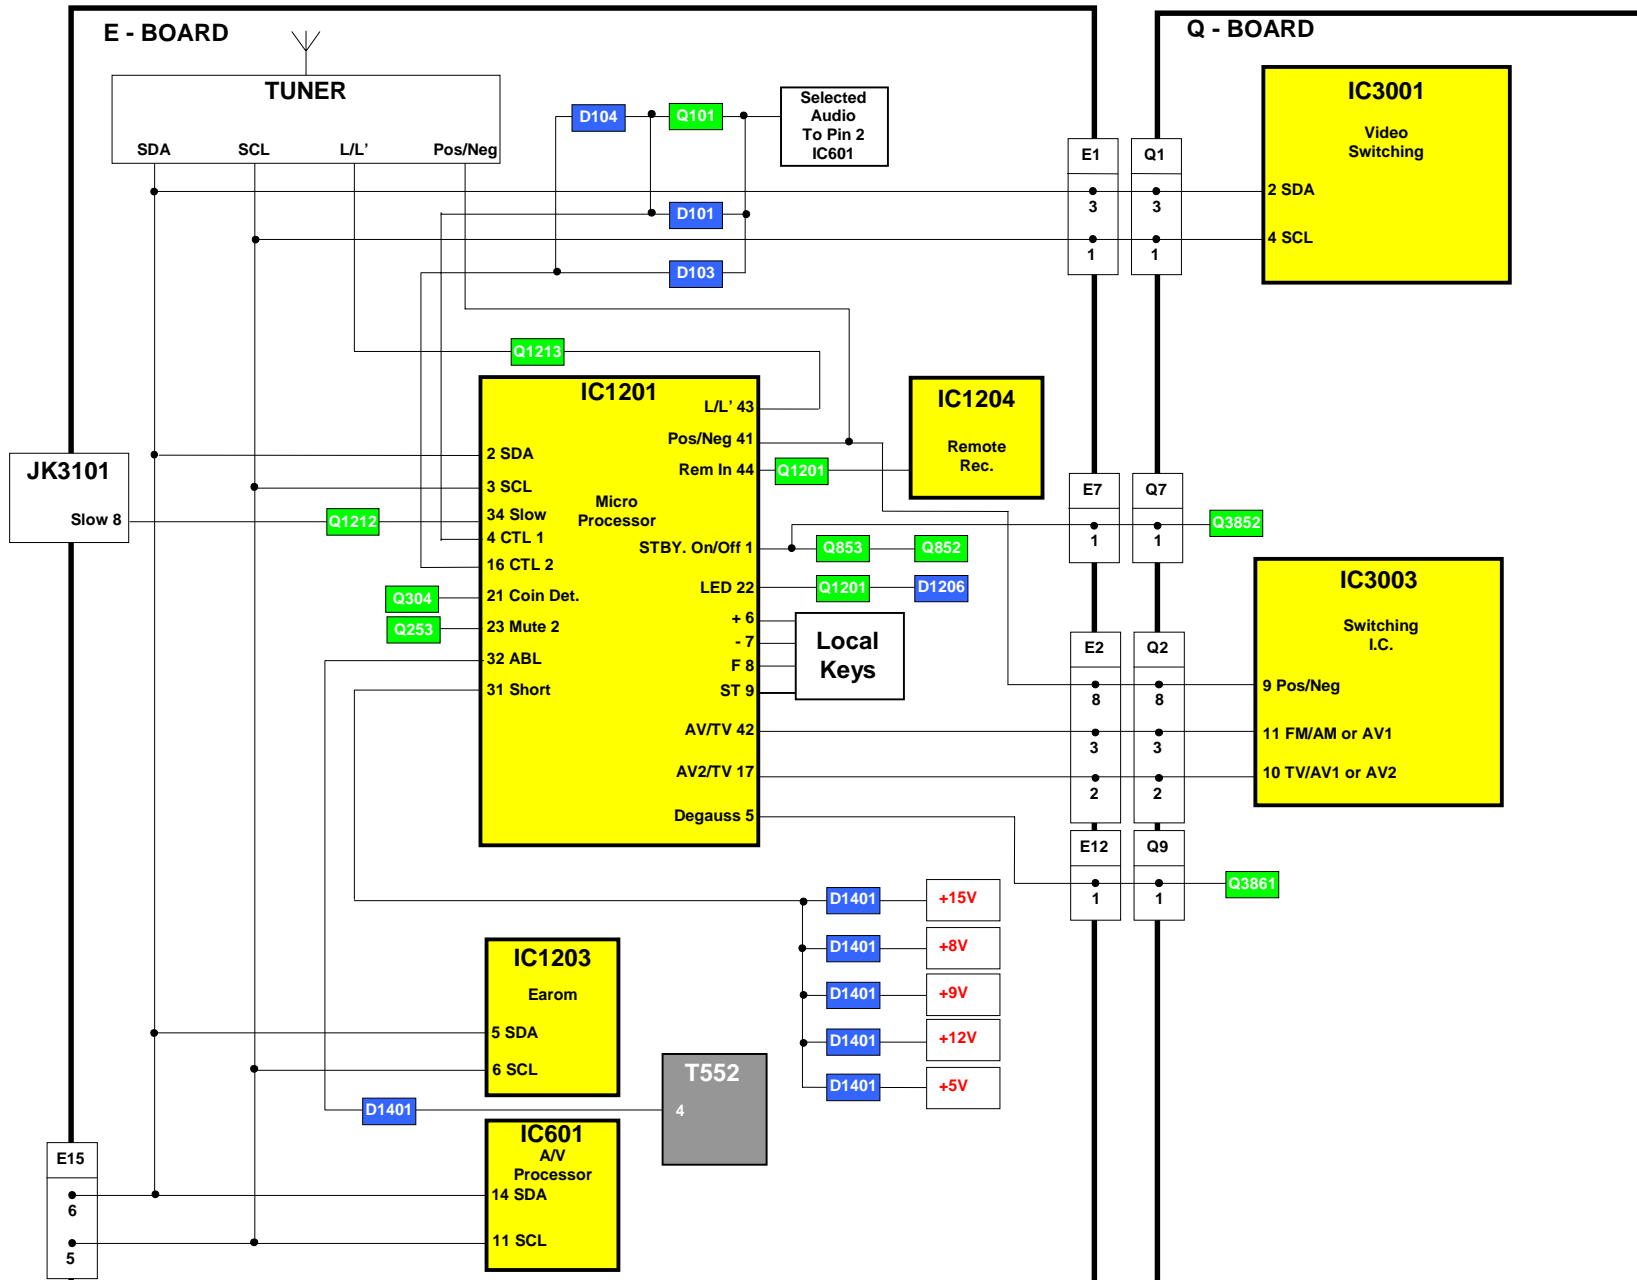 E - BOARD
Q - BOARD
TUNER
SDA
SCL
L/L'
Pos/Neg
D104
Q101
Selected
Audio
To Pin 2
IC601
D101
D103
E1
3
1
Q1
3
1
IC3001
Video
Switching
2 SDA
4 SCL
Q1213
IC1201
Micro
Processor
2 SDA
3 SCL
34 Slow
4 CTL 1
16 CTL 2
21 Coin Det.
23 Mute 2
32 ABL
31 Short
L/L' 43
Pos/Neg 41
Rem In 44
STBY. On/Off 1
LED 22
+ 6
- 7
F 8
ST 9
AV/TV 42
AV2/TV 17
Degauss 5
JK3101
Slow 8
Q1212
Q304
Q253
IC1204
Remote
Rec.
Q1201
Q853
Q852
Q1201
D1206
Local
Keys
E7
1
Q7
1
Q3852
IC3003
Switching
I.C.
9 Pos/Neg
11 FM/AM or AV1
10 TV/AV1 or AV2
E2
8
3
2
Q2
8
3
2
E12
1
Q9
1
Q3861
D1401
+15V
D1401
+8V
D1401
+9V
D1401
+12V
D1401
+5V
IC1203
Earom
5 SDA
6 SCL
D1401
T552
4
IC601
A/V
Processor
14 SDA
11 SCL
E15
6
5